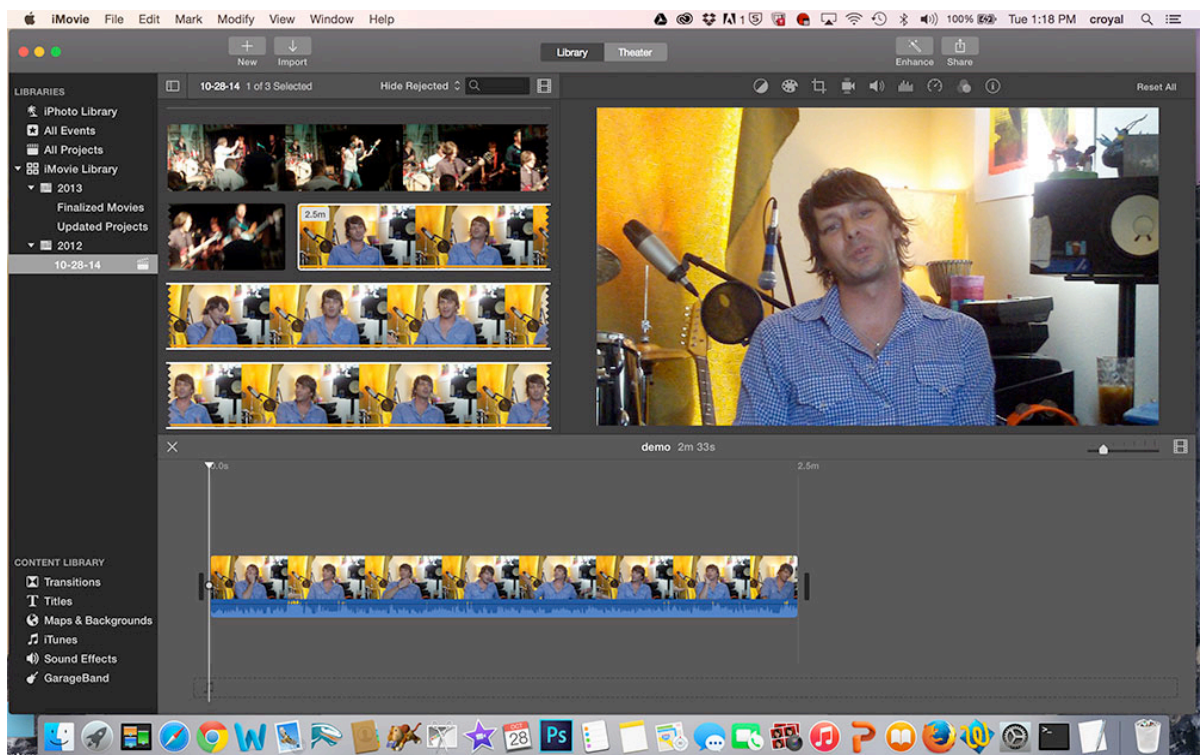 iMovie File Edit Mark Modify View Window Help
1 5 100% Tue 1:18 PM croyal
New Import
Library Theater
Enhance Share
LIBRARIES
iPhoto Library
All Events
All Projects
iMovie Library
2013
Finalized Movies
Updated Projects
2012
10-28-14
10-28-14 1 of 3 Selected
Hide Rejected
Reset All
2.5m
demo 2m 33s
0.0s
2.5m
CONTENT LIBRARY
Transitions
T Titles
Maps & Backgrounds
iTunes
Sound Effects
GarageBand
OCT
28
Ps